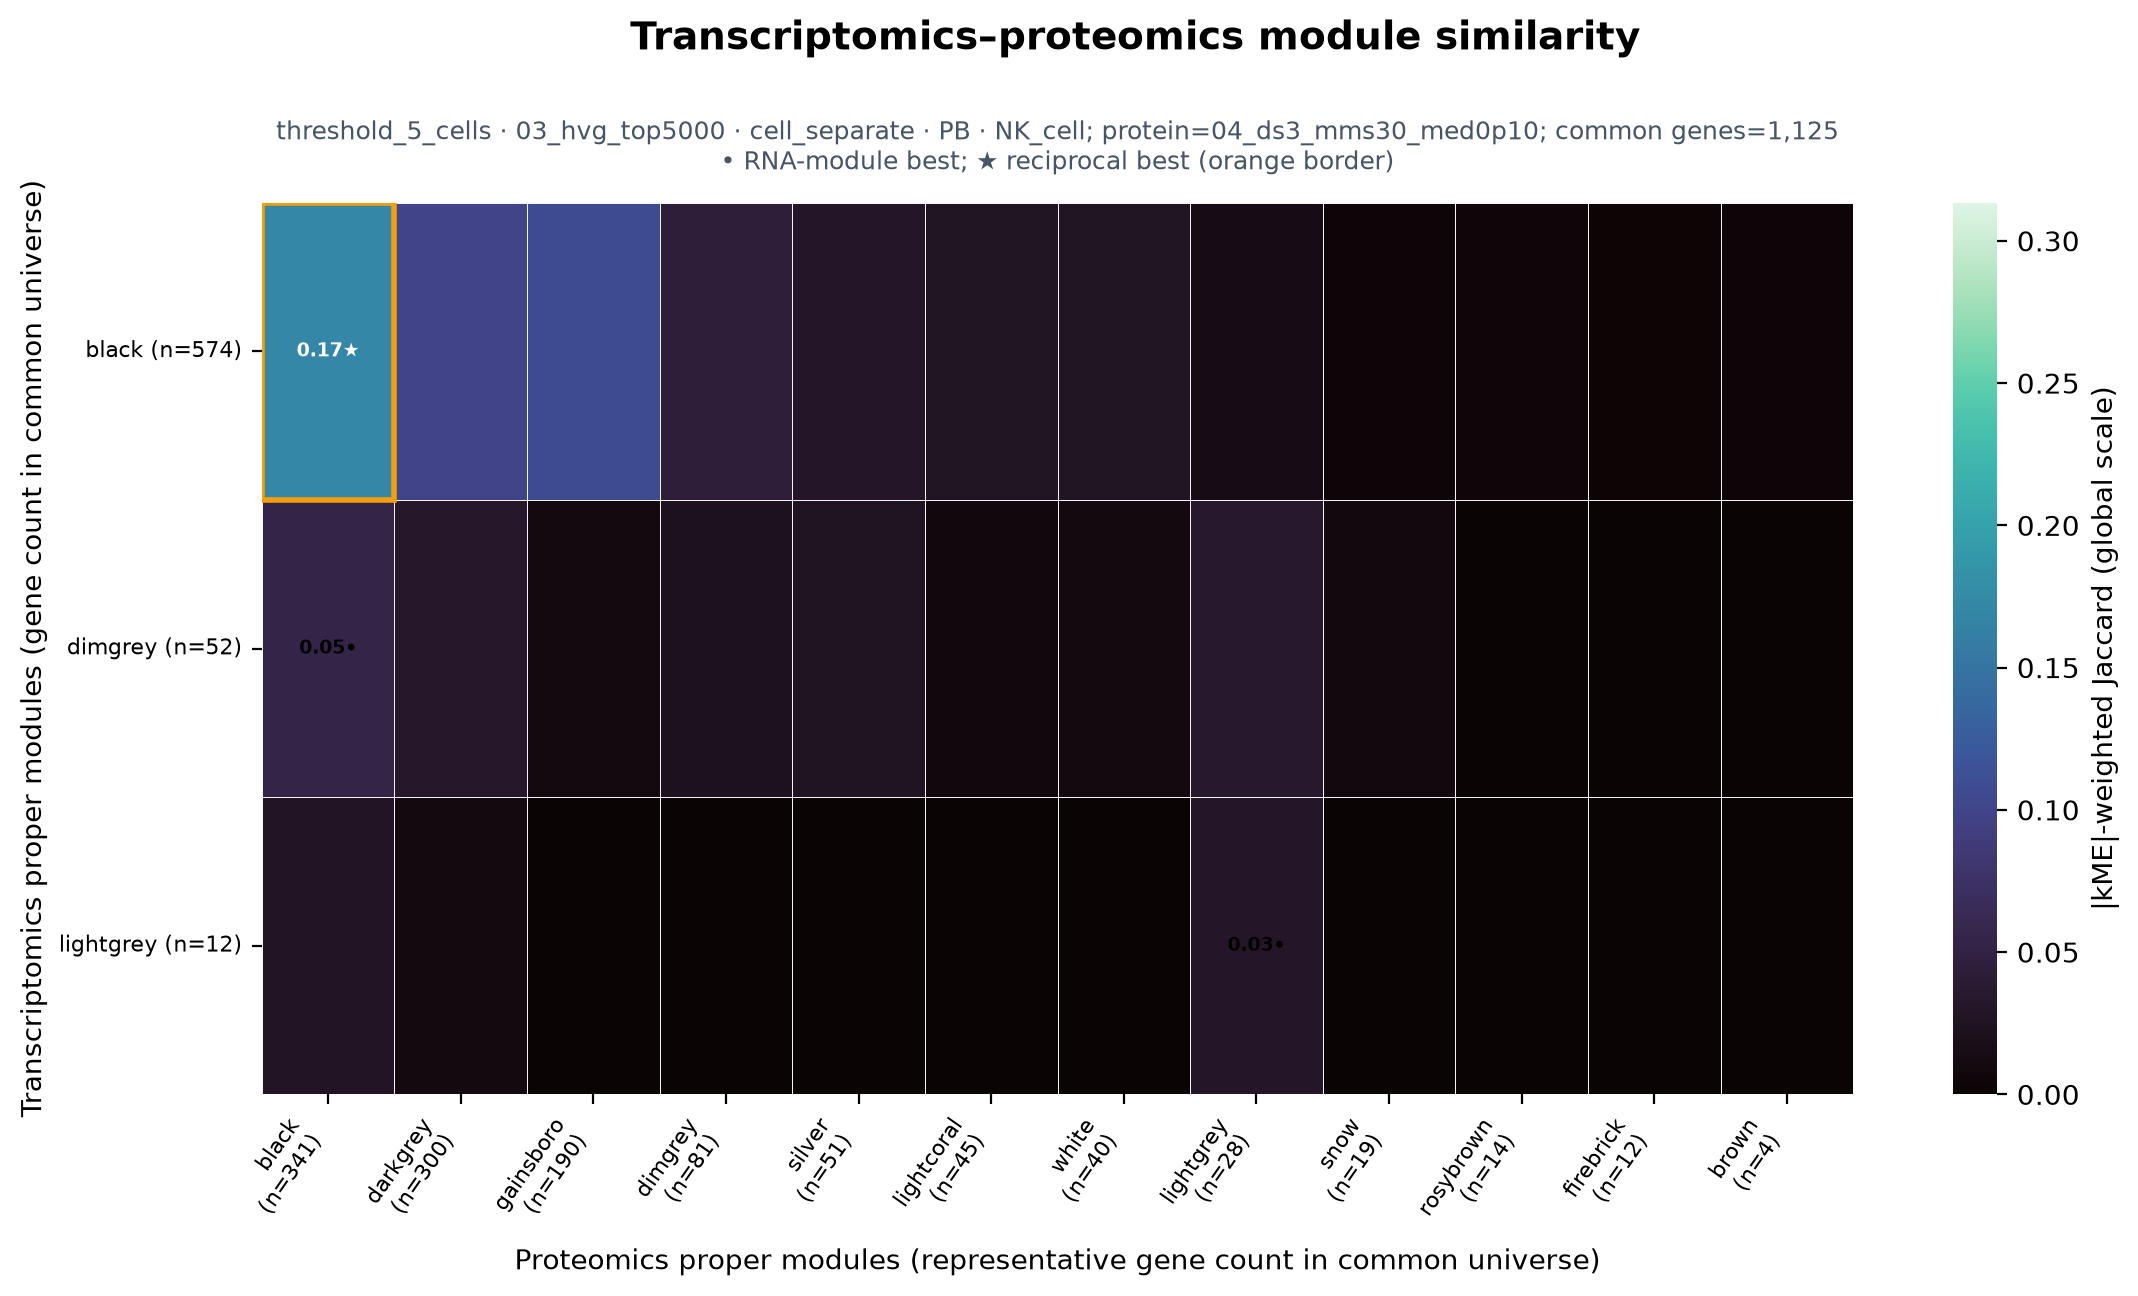 Transcriptomics–proteomics module similarity
threshold_5_cells · 03_hvg_top5000 · cell_separate · PB · NK_cell; protein=04_ds3_mms30_med0p10; common genes=1,125
• RNA-module best; ★ reciprocal best (orange border)
Transcriptomics proper modules (gene count in common universe)
black (n=574)
dimgrey (n=52)
lightgrey (n=12)
0.17★
0.05•
0.03•
black
(n=341)
darkgrey
(n=300)
gainsboro
(n=190)
dimgrey
(n=81)
silver
(n=51)
lightcoral
(n=45)
white
(n=40)
lightgrey
(n=28)
snow
(n=19)
rosybrown
(n=14)
firebrick
(n=12)
brown
(n=4)
Proteomics proper modules (representative gene count in common universe)
0.30
0.25
0.20
0.15
0.10
0.05
0.00
|kME|-weighted Jaccard (global scale)